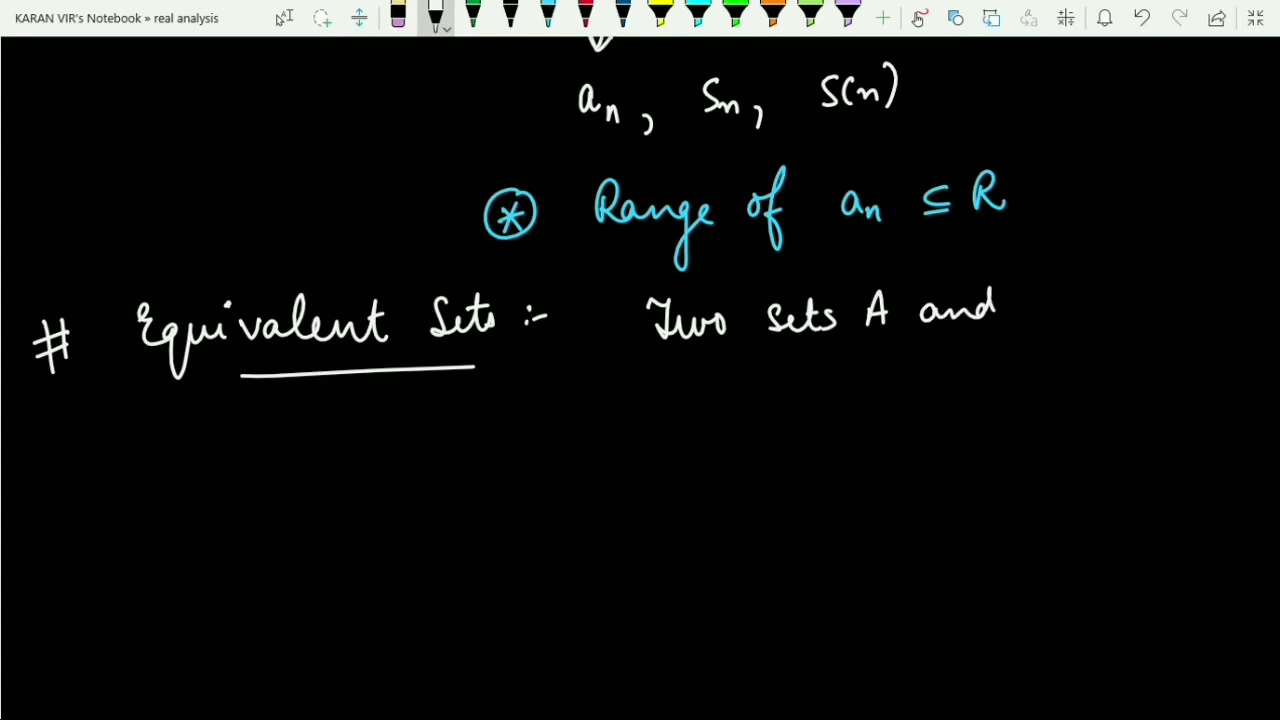 KARAN VIR's Notebook » real analysis
aₙ, Sₙ, S(n)
⊛ Range of aₙ ⊆ R
# Equivalent Sets :- Two sets A and